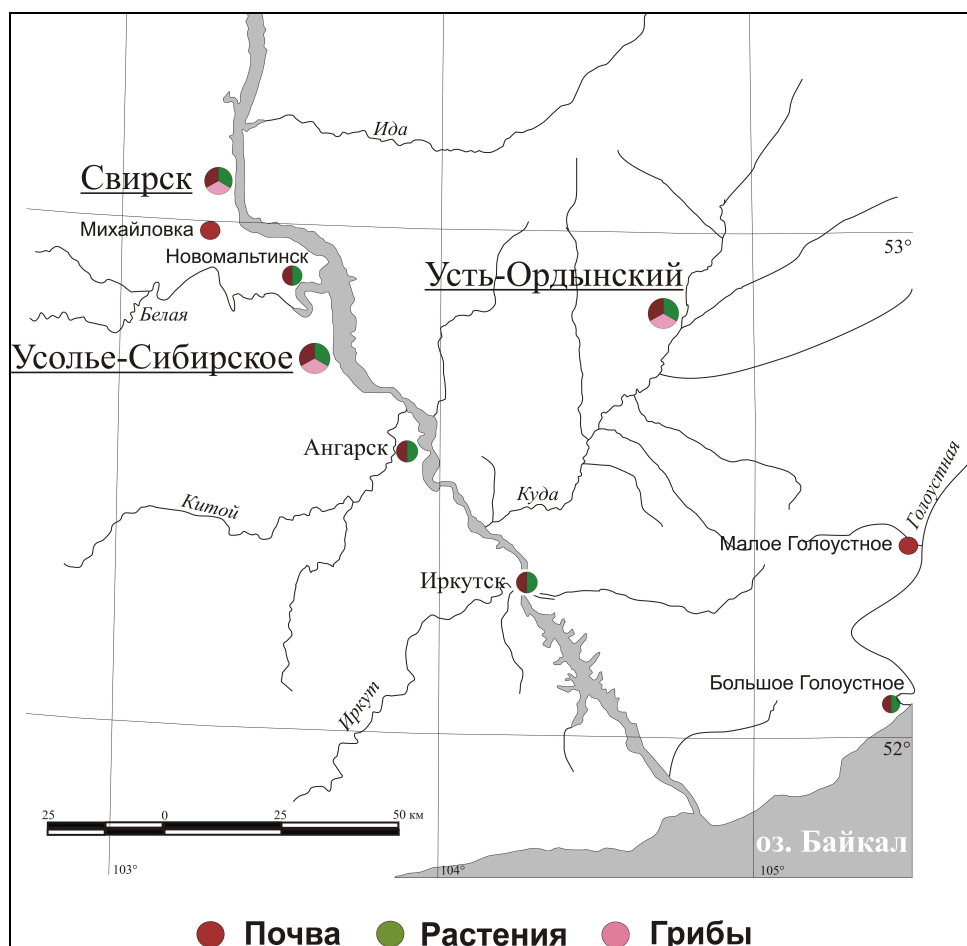 Ида
Свирск
Михайловка
53°
Новомальтинск
Усть-Ордынский
Белая
Усолье-Сибирское
Ангарск
Голоустная
Китой
Куда
Малое Голоустное
Иркутск
Большое Голоустное
Иркут
52°
25 0 25 50 км
оз. Байкал
103° 104° 105°
Почва Растения Грибы